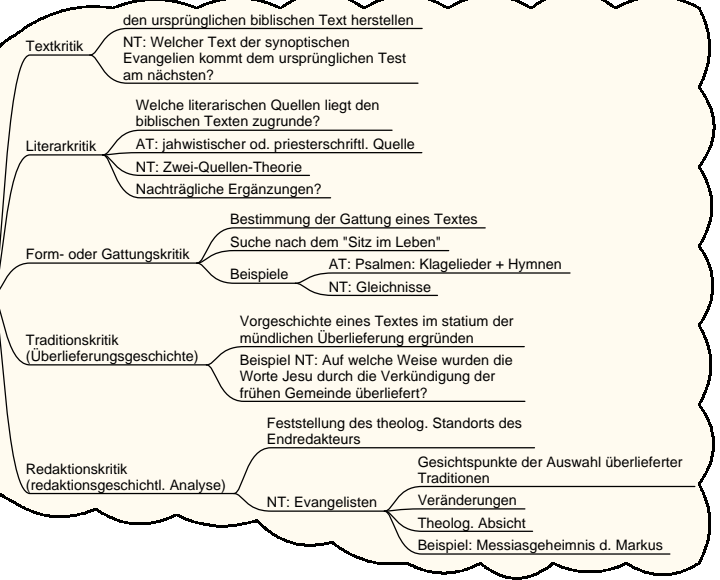 Textkritik
den ursprünglichen biblischen Text herstellen
NT: Welcher Text der synoptischen
Evangelien kommt dem ursprünglichen Test
am nächsten?
Literarkritik
Welche literarischen Quellen liegt den
biblischen Texten zugrunde?
AT: jahwistischer od. priesterschriftl. Quelle
NT: Zwei-Quellen-Theorie
Nachträgliche Ergänzungen?
Form- oder Gattungskritik
Bestimmung der Gattung eines Textes
Suche nach dem "Sitz im Leben"
Beispiele
AT: Psalmen: Klagelieder + Hymnen
NT: Gleichnisse
Traditionskritik
(Überlieferungsgeschichte)
Vorgeschichte eines Textes im statium der
mündlichen Überlieferung ergründen
Beispiel NT: Auf welche Weise wurden die
Worte Jesu durch die Verkündigung der
frühen Gemeinde überliefert?
Redaktionskritik
(redaktionsgeschichtl. Analyse)
Feststellung des theolog. Standorts des
Endredakteurs
NT: Evangelisten
Gesichtspunkte der Auswahl überlieferter
Traditionen
Veränderungen
Theolog. Absicht
Beispiel: Messiasgeheimnis d. Markus